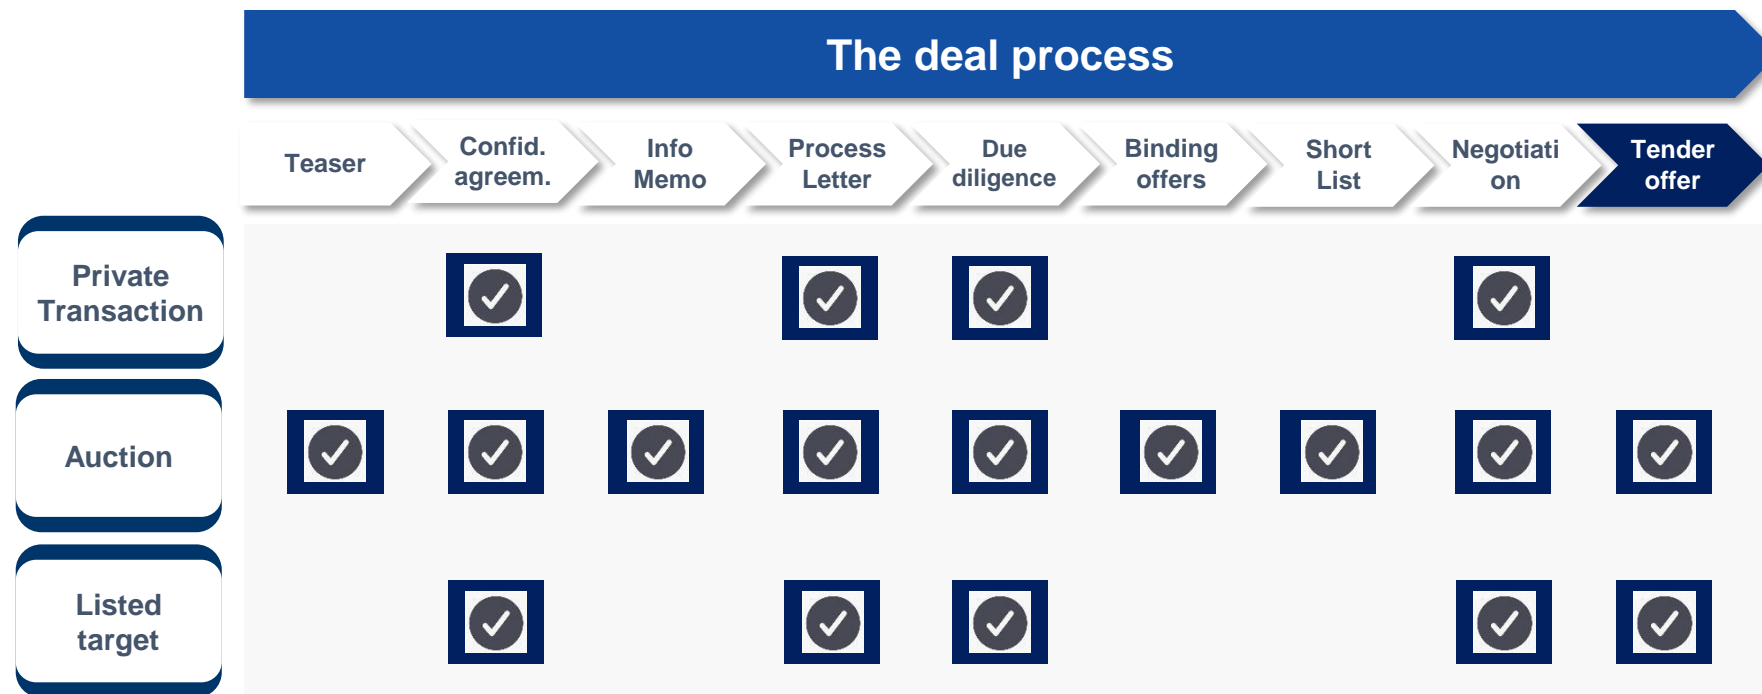 The deal process
Teaser
Confid.
agreem.
Info
Memo
Process
Letter
Due
diligence
Binding
offers
Short
List
Negotiati
on
Tender
offer
Private
Transaction
Auction
Listed
target